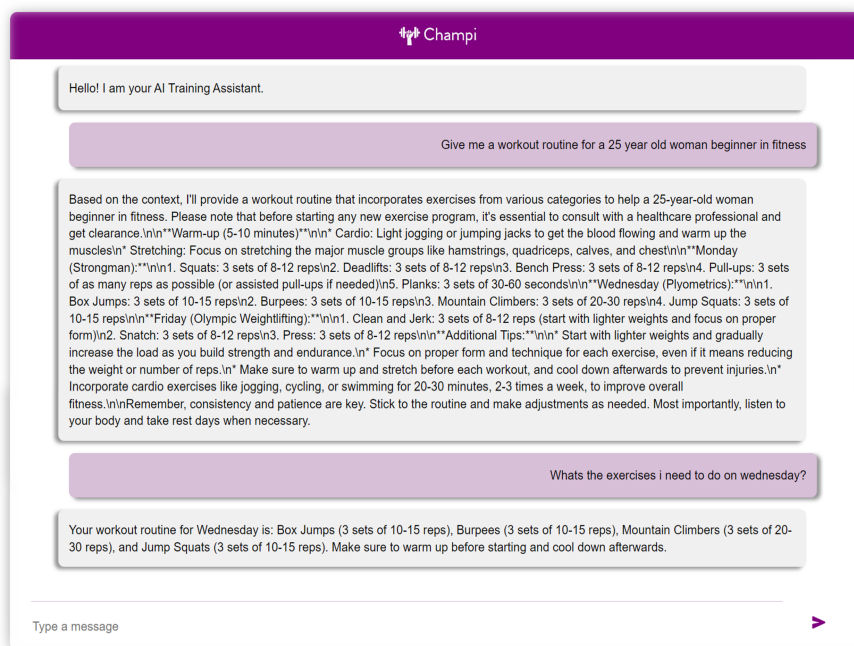 Champi
Hello! I am your AI Training Assistant.
Give me a workout routine for a 25 year old woman beginner in fitness
Based on the context, I'll provide a workout routine that incorporates exercises from various categories to help a 25-year-old woman
beginner in fitness. Please note that before starting any new exercise program, it's essential to consult with a healthcare professional and
get clearance.\n\n**Warm-up (5-10 minutes)**\n\n* Cardio: Light jogging or jumping jacks to get the blood flowing and warm up the
muscles\n* Stretching: Focus on stretching the major muscle groups like hamstrings, quadriceps, calves, and chest\n\n**Monday
(Strongman):**\n\n1. Squats: 3 sets of 8-12 reps\n2. Deadlifts: 3 sets of 8-12 reps\n3. Bench Press: 3 sets of 8-12 reps\n4. Pull-ups: 3 sets
of as many reps as possible (or assisted pull-ups if needed)\n5. Planks: 3 sets of 30-60 seconds\n\n**Wednesday (Plyometrics):**\n\n1.
Box Jumps: 3 sets of 10-15 reps\n2. Burpees: 3 sets of 10-15 reps\n3. Mountain Climbers: 3 sets of 20-30 reps\n4. Jump Squats: 3 sets of
10-15 reps\n\n**Friday (Olympic Weightlifting):**\n\n1. Clean and Jerk: 3 sets of 8-12 reps (start with lighter weights and focus on proper
form)\n2. Snatch: 3 sets of 8-12 reps\n3. Press: 3 sets of 8-12 reps\n\n**Additional Tips:**\n\n* Start with lighter weights and gradually
increase the load as you build strength and endurance.\n* Focus on proper form and technique for each exercise, even if it means reducing
the weight or number of reps.\n* Make sure to warm up and stretch before each workout, and cool down afterwards to prevent injuries.\n*
Incorporate cardio exercises like jogging, cycling, or swimming for 20-30 minutes, 2-3 times a week, to improve overall
fitness.\n\nRemember, consistency and patience are key. Stick to the routine and make adjustments as needed. Most importantly, listen to
your body and take rest days when necessary.
Whats the exercises i need to do on wednesday?
Your workout routine for Wednesday is: Box Jumps (3 sets of 10-15 reps), Burpees (3 sets of 10-15 reps), Mountain Climbers (3 sets of 20-
30 reps), and Jump Squats (3 sets of 10-15 reps). Make sure to warm up before starting and cool down afterwards.
Type a message